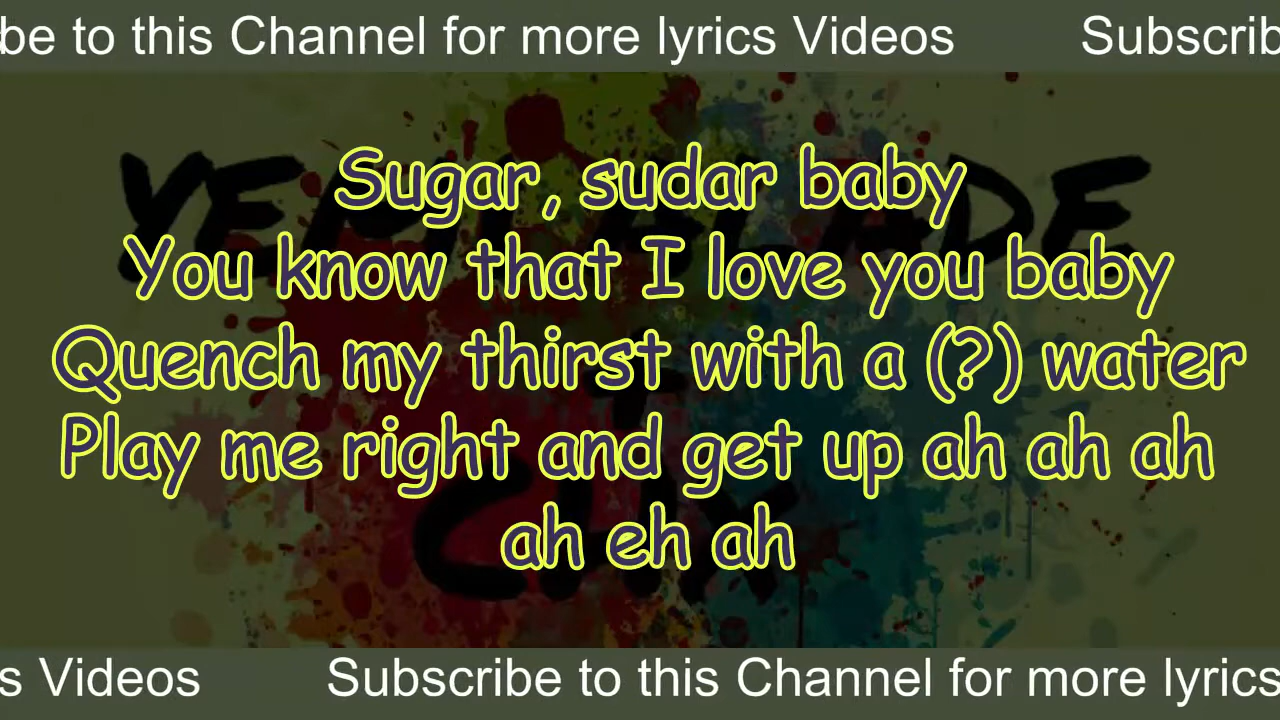 be to this Channel for more lyrics Videos Subscrib
Sugar, sudar baby
You know that I love you baby
Quench my thirst with a (?) water
Play me right and get up ah ah ah
ah eh ah
s Videos Subscribe to this Channel for more lyrics